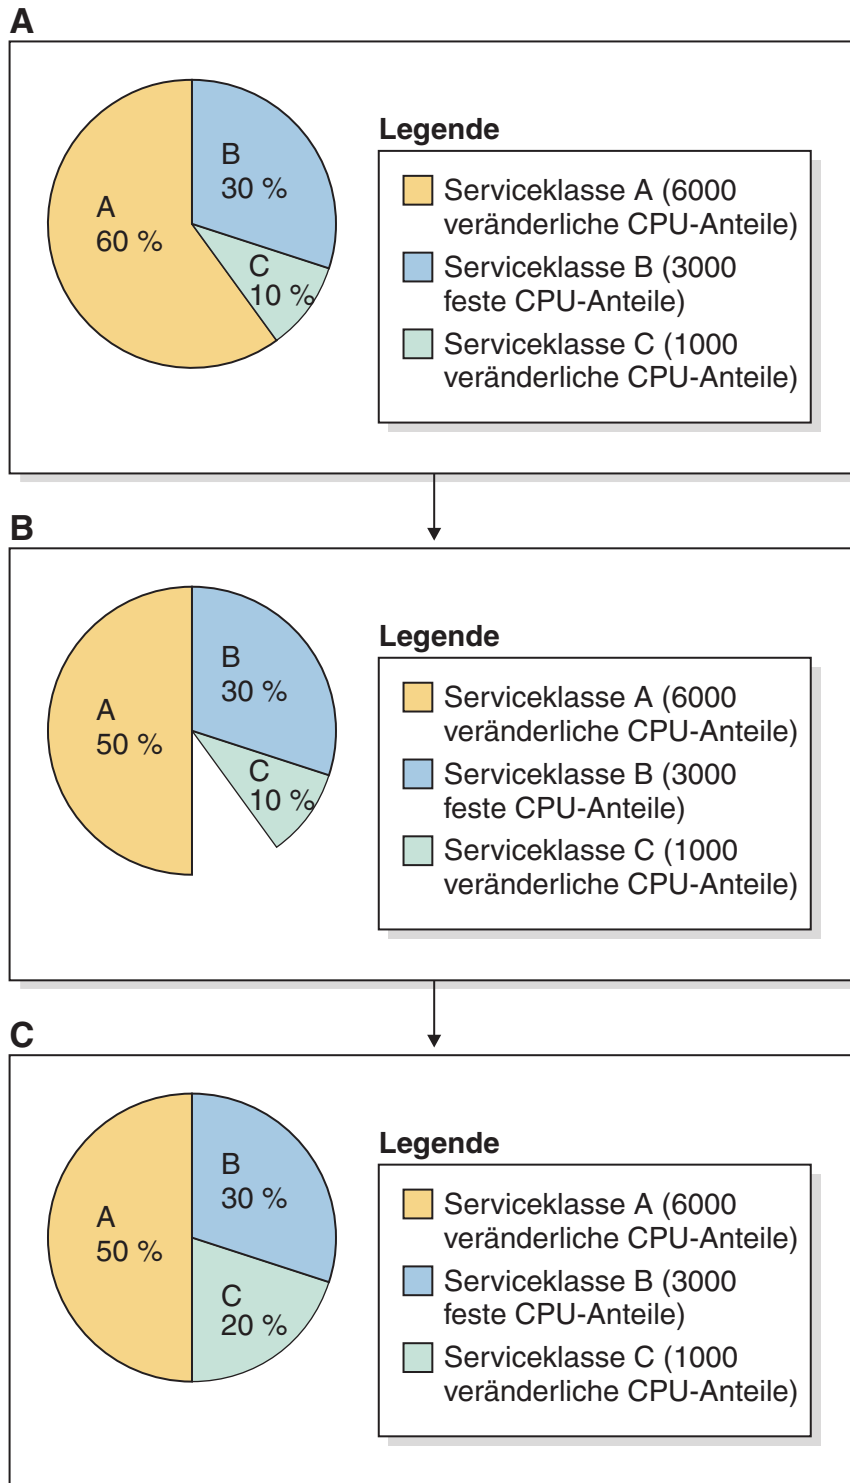 A
B
30 %
A
60 %
C
10 %
Legende
Serviceklasse A (6000
veränderliche CPU-Anteile)
Serviceklasse B (3000
feste CPU-Anteile)
Serviceklasse C (1000
veränderliche CPU-Anteile)
B
B
30 %
A
50 %
C
10 %
Legende
Serviceklasse A (6000
veränderliche CPU-Anteile)
Serviceklasse B (3000
feste CPU-Anteile)
Serviceklasse C (1000
veränderliche CPU-Anteile)
C
B
30 %
A
50 %
C
20 %
Legende
Serviceklasse A (6000
veränderliche CPU-Anteile)
Serviceklasse B (3000
feste CPU-Anteile)
Serviceklasse C (1000
veränderliche CPU-Anteile)